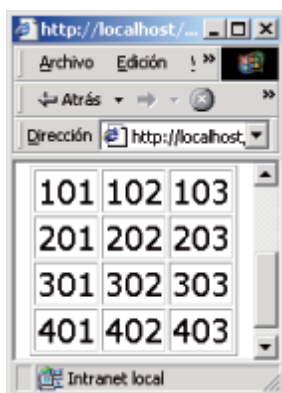 http://localhost/...
Archivo Edición »
Atrás »
Dirección http://localhost,
101 102 103
201 202 203
301 302 303
401 402 403
Intranet local